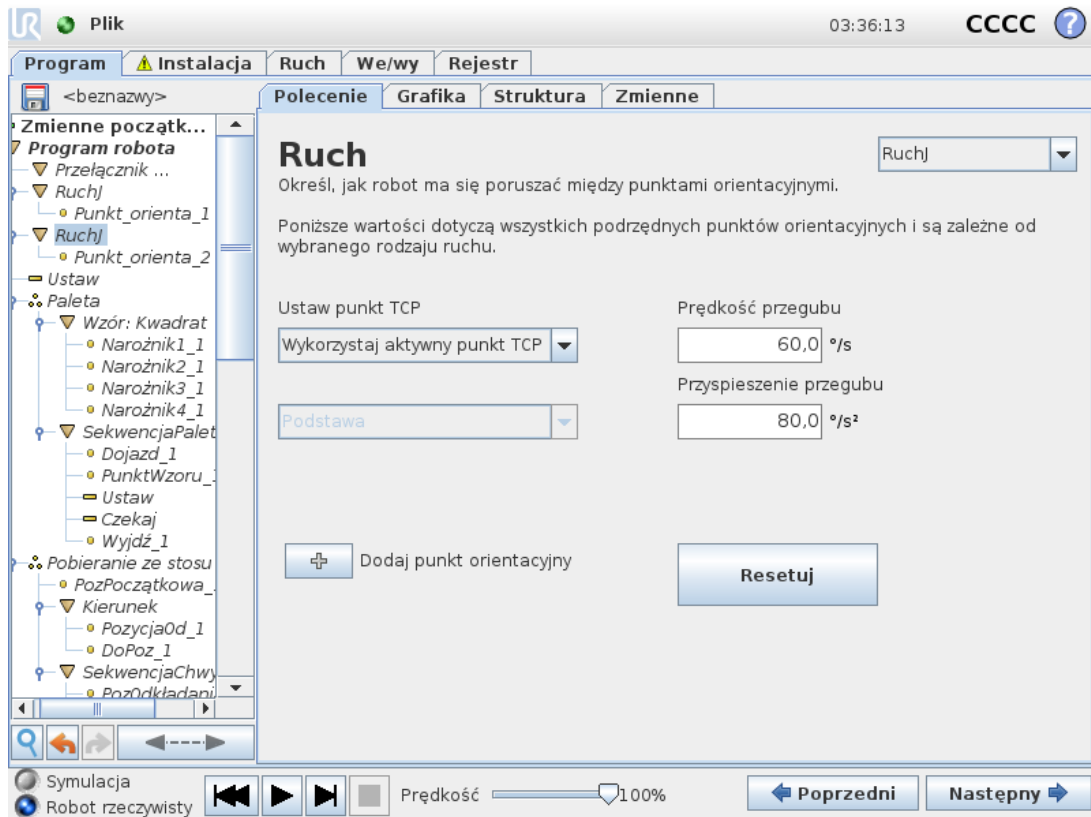 UR Plik 03:36:13 CCCC ?
Program Instalacja Ruch We/wy Rejestr
<beznazwy>
Polecenie Grafika Struktura Zmienne
Zmienne początk...
Program robota
Przełącznik ...
RuchJ
Punkt_orienta_1
RuchJ
Punkt_orienta_2
Ustaw
Paleta
Wzór: Kwadrat
Narożnik1_1
Narożnik2_1
Narożnik3_1
Narożnik4_1
SekwencjaPalet
Dojazd_1
PunktWzoru_1
Ustaw
Czekaj
Wyjdź_1
Pobieranie ze stosu
PozPoczątkowa_
Kierunek
PozycjaOd_1
DoPoz_1
SekwencjaChwy
PozOdkładani
Ruch
RuchJ
Określ, jak robot ma się poruszać między punktami orientacyjnymi.
Poniższe wartości dotyczą wszystkich podrzędnych punktów orientacyjnych i są zależne od
wybranego rodzaju ruchu.
Ustaw punkt TCP
Wykorzystaj aktywny punkt TCP
Podstawa
Prędkość przegubu
60,0 °/s
Przyspieszenie przegubu
80,0 °/s²
Dodaj punkt orientacyjny
Resetuj
Symulacja
Robot rzeczywisty
Prędkość 100%
Poprzedni
Następny